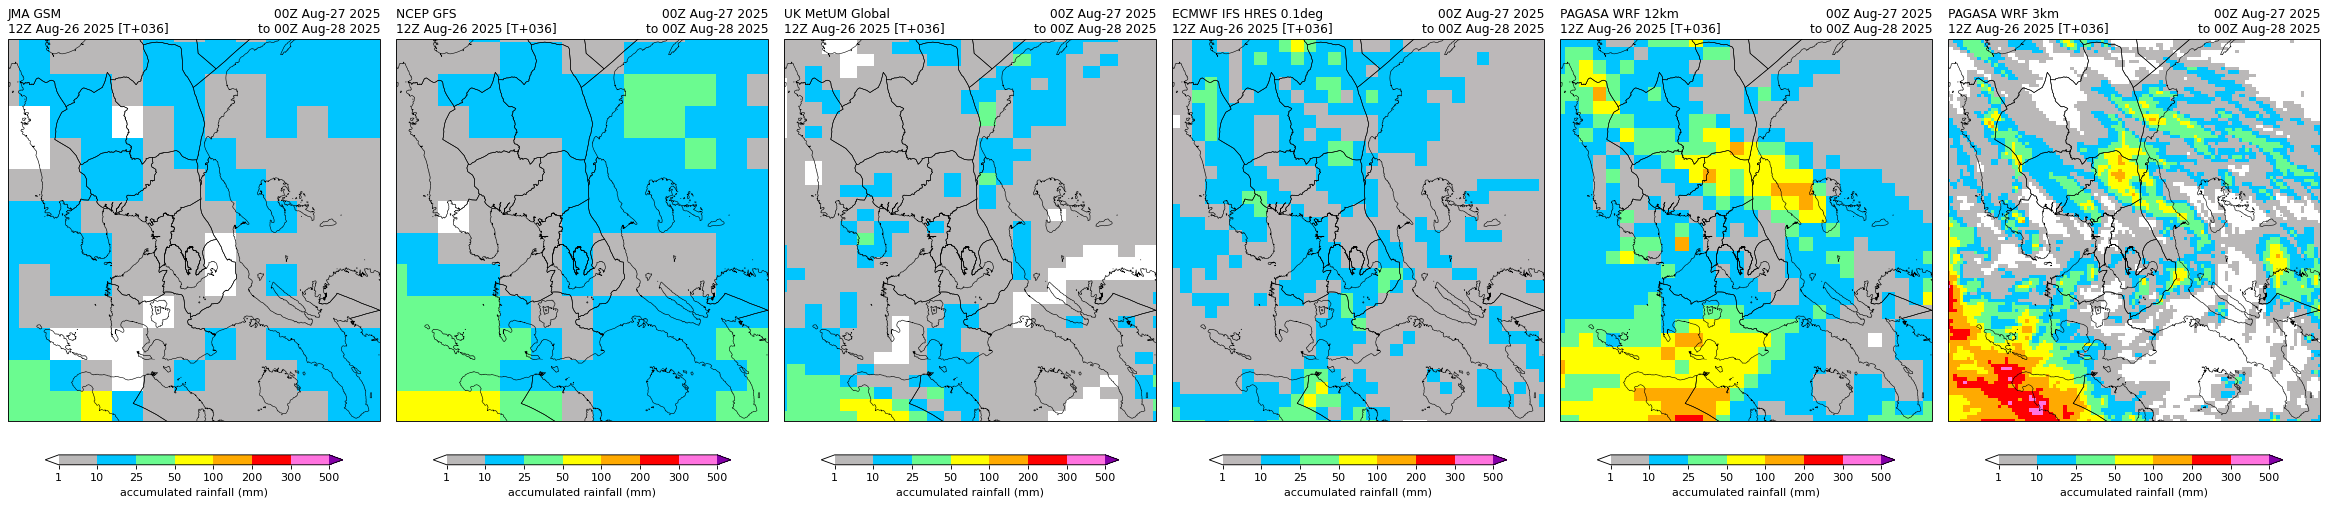 JMA GSM 00Z Aug-27 2025
12Z Aug-26 2025 [T+036] to 00Z Aug-28 2025
1 10 25 50 100 200 300 500
accumulated rainfall (mm)
NCEP GFS 00Z Aug-27 2025
12Z Aug-26 2025 [T+036] to 00Z Aug-28 2025
1 10 25 50 100 200 300 500
accumulated rainfall (mm)
UK MetUM Global 00Z Aug-27 2025
12Z Aug-26 2025 [T+036] to 00Z Aug-28 2025
1 10 25 50 100 200 300 500
accumulated rainfall (mm)
ECMWF IFS HRES 0.1deg 00Z Aug-27 2025
12Z Aug-26 2025 [T+036] to 00Z Aug-28 2025
1 10 25 50 100 200 300 500
accumulated rainfall (mm)
PAGASA WRF 12km 00Z Aug-27 2025
12Z Aug-26 2025 [T+036] to 00Z Aug-28 2025
1 10 25 50 100 200 300 500
accumulated rainfall (mm)
PAGASA WRF 3km 00Z Aug-27 2025
12Z Aug-26 2025 [T+036] to 00Z Aug-28 2025
1 10 25 50 100 200 300 500
accumulated rainfall (mm)